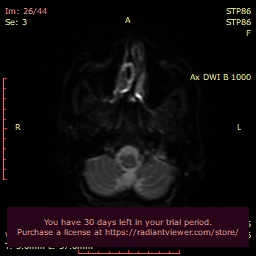 Im: 26/44
STP86
Se: 3
STP86
A
F
Ax DWI B 1000
R
L
You have 30 days left in your trial period.
Purchase a license at https://radiantviewer.com/store/